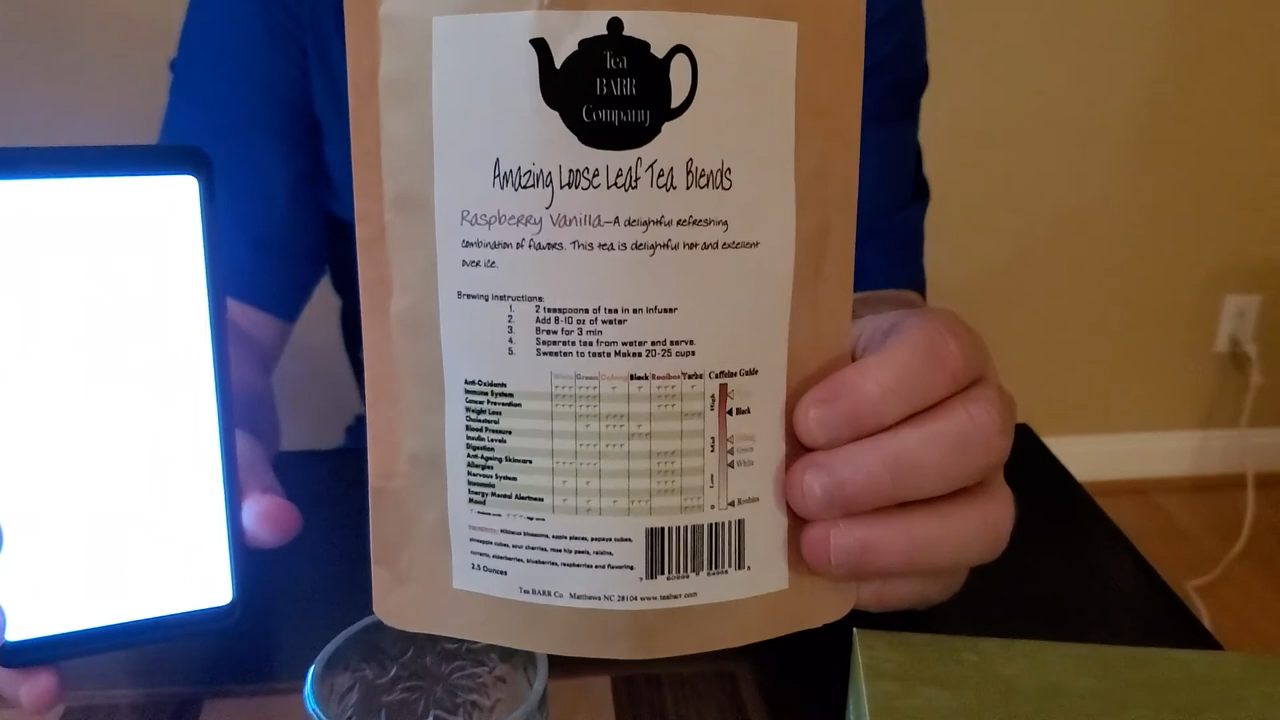 Tea
BARR
Company
Amazing Loose Leaf Tea Blends
Raspberry Vanilla—A delightful refreshing
combination of flavors. This tea is delightful hot and excellent
over ice.
Brewing instructions:
1. 2 teaspoons of tea in an infuser
2. Add 8-10 oz of water
3. Brew for 3 min
4. Seperate tea from water and serve.
5. Sweeten to taste Makes 20-25 cups
White Green Oolong Black Rooibos Yerba Caffeine Guide
Anti-Oxidants
Immune System
Cancer Prevention
Weight Loss
Cholesterol
Blood Pressure
Insulin Levels
Digestion
Anti-Ageing Skincare
Allergies
Nervous System
Insomnia
Energy-Mental Alertness
Mood
High
Mid
Low
0
Black
Green
White
Rooibos
Ingredients: Hibiscus blossoms, apple pieces, papaya cubes,
pineapple cubes, sour cherries, rose hip peels, raisins,
currants, elderberries, blueberries, raspberries and flavoring.
2.5 Ounces
Tea BARR Co Matthews NC 28104 www.teabarr.com